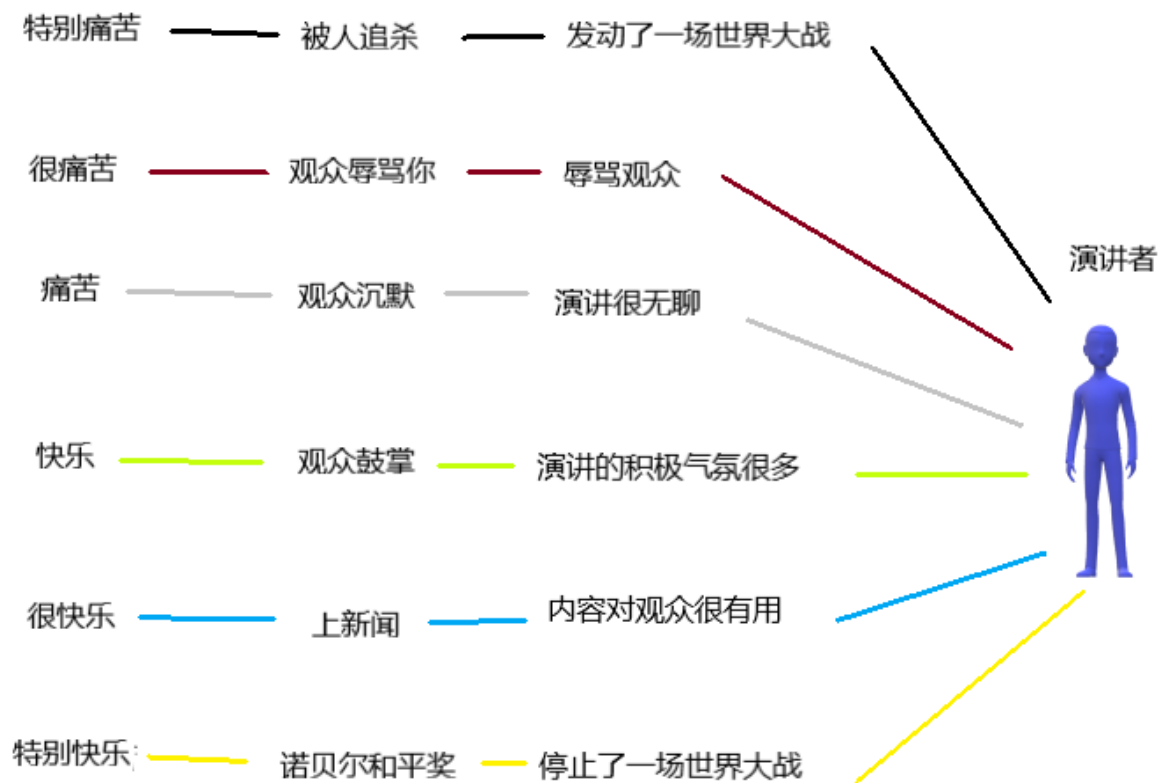 特别痛苦 被人追杀 发动了一场世界大战
很痛苦 观众辱骂你 辱骂观众
演讲者
痛苦 观众沉默 演讲很无聊
快乐 观众鼓掌 演讲的积极气氛很多
很快乐 上新闻 内容对观众很有用
特别快乐 诺贝尔和平奖 停止了一场世界大战